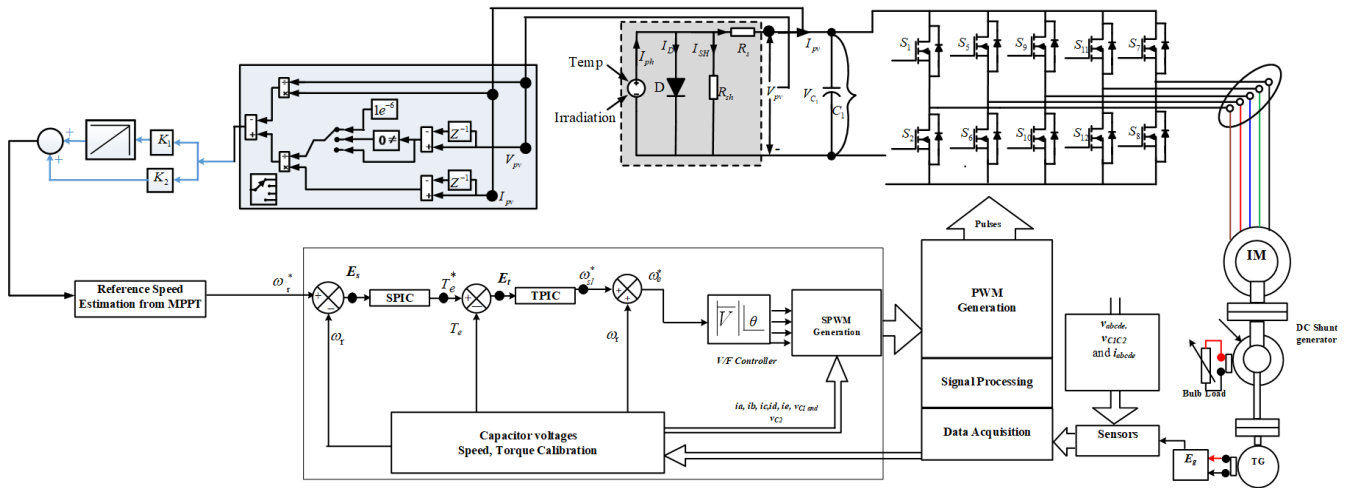 Temp
Irradiation
I_ph
I_D
D
I_SH
R_sh
R_s
V_pv
+
-
I_pv
V_C1
C_1
S_1
S_5
S_9
S_11
S_7
S_2
S_6
S_10
S_12
S_8
1e^-6
0≠
Z^-1
V_pv
Z^-1
I_pv
K_1
K_2
+
+
Reference Speed
Estimation from MPPT
ω_r^*
E_s
SPIC
T_e^*
E_t
TPIC
ω_sl^*
ω_e^*
ω_r
T_e
ω_r
V
θ
V/F Controller
SPWM
Generation
ia, ib, ic,id, ie, v_C1 and
v_C2
Capacitor voltages
Speed, Torque Calibration
Pulses
PWM
Generation
Signal Processing
Data Acquisition
v_abcde,
v_C1C2
and i_abcde
Sensors
E_g
TG
IM
DC Shunt
generator
Bulb Load